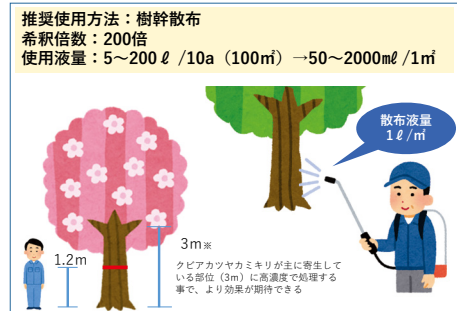 推奨使用方法：樹幹散布
希釈倍数：200倍
使用液量：5～200ℓ/10a（100㎡）→50～2000㎖/1㎡
散布液量
1ℓ/㎡
3m※
1.2m
クビアカツヤカミキリが主に寄生して
いる部位（3m）に高濃度で処理する
事で、より効果が期待できる